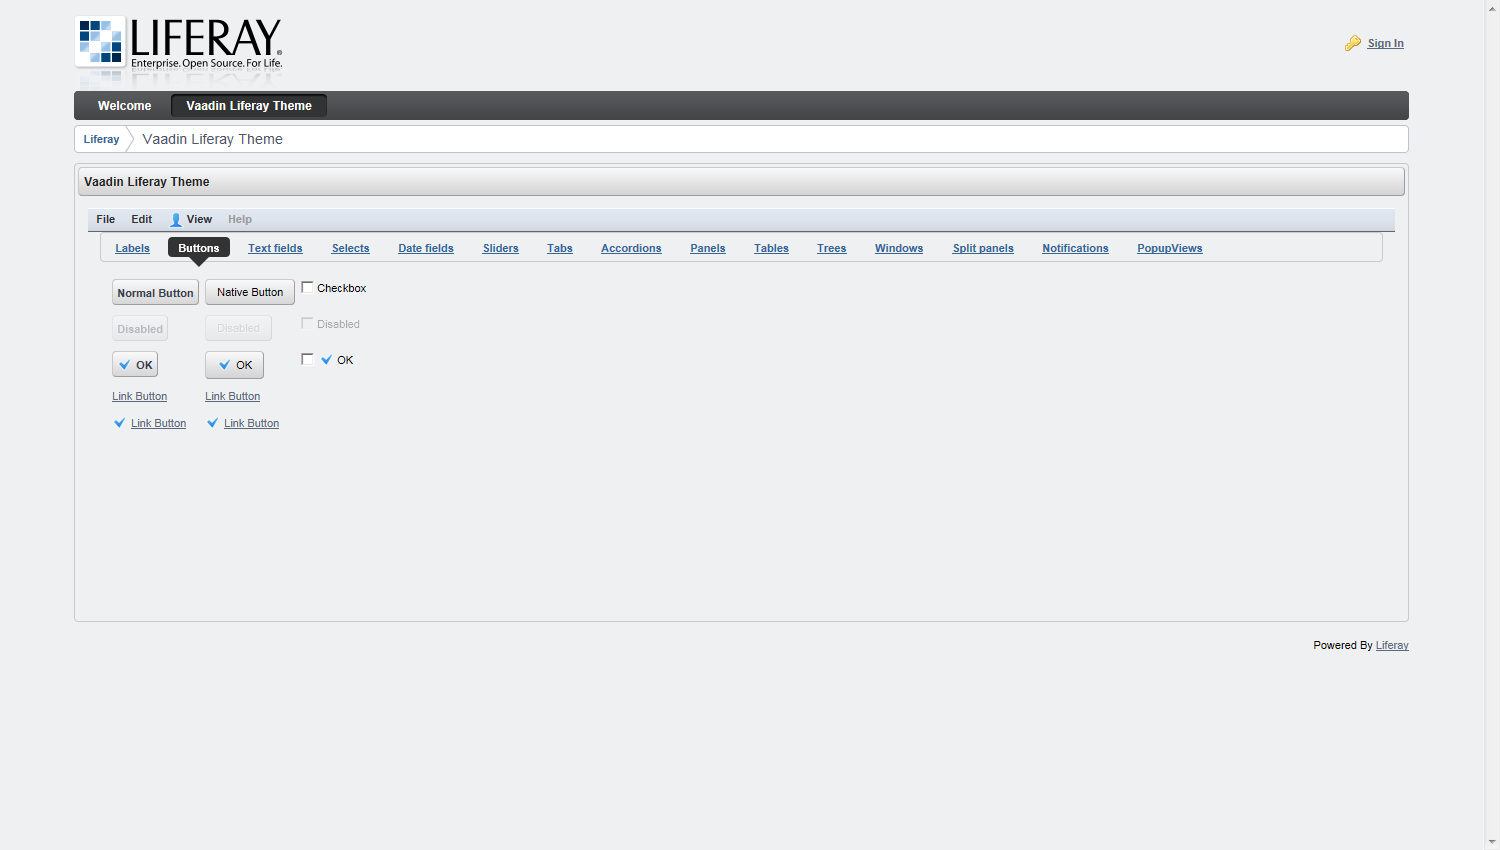 LIFERAY.
Enterprise. Open Source. For Life.
Sign In
Welcome Vaadin Liferay Theme
Liferay Vaadin Liferay Theme
Vaadin Liferay Theme
File Edit View Help
Labels Buttons Text fields Selects Date fields Sliders Tabs Accordions Panels Tables Trees Windows Split panels Notifications PopupViews
Normal Button Native Button Checkbox
Disabled Disabled Disabled
OK OK OK
Link Button Link Button
Link Button Link Button
Powered By Liferay